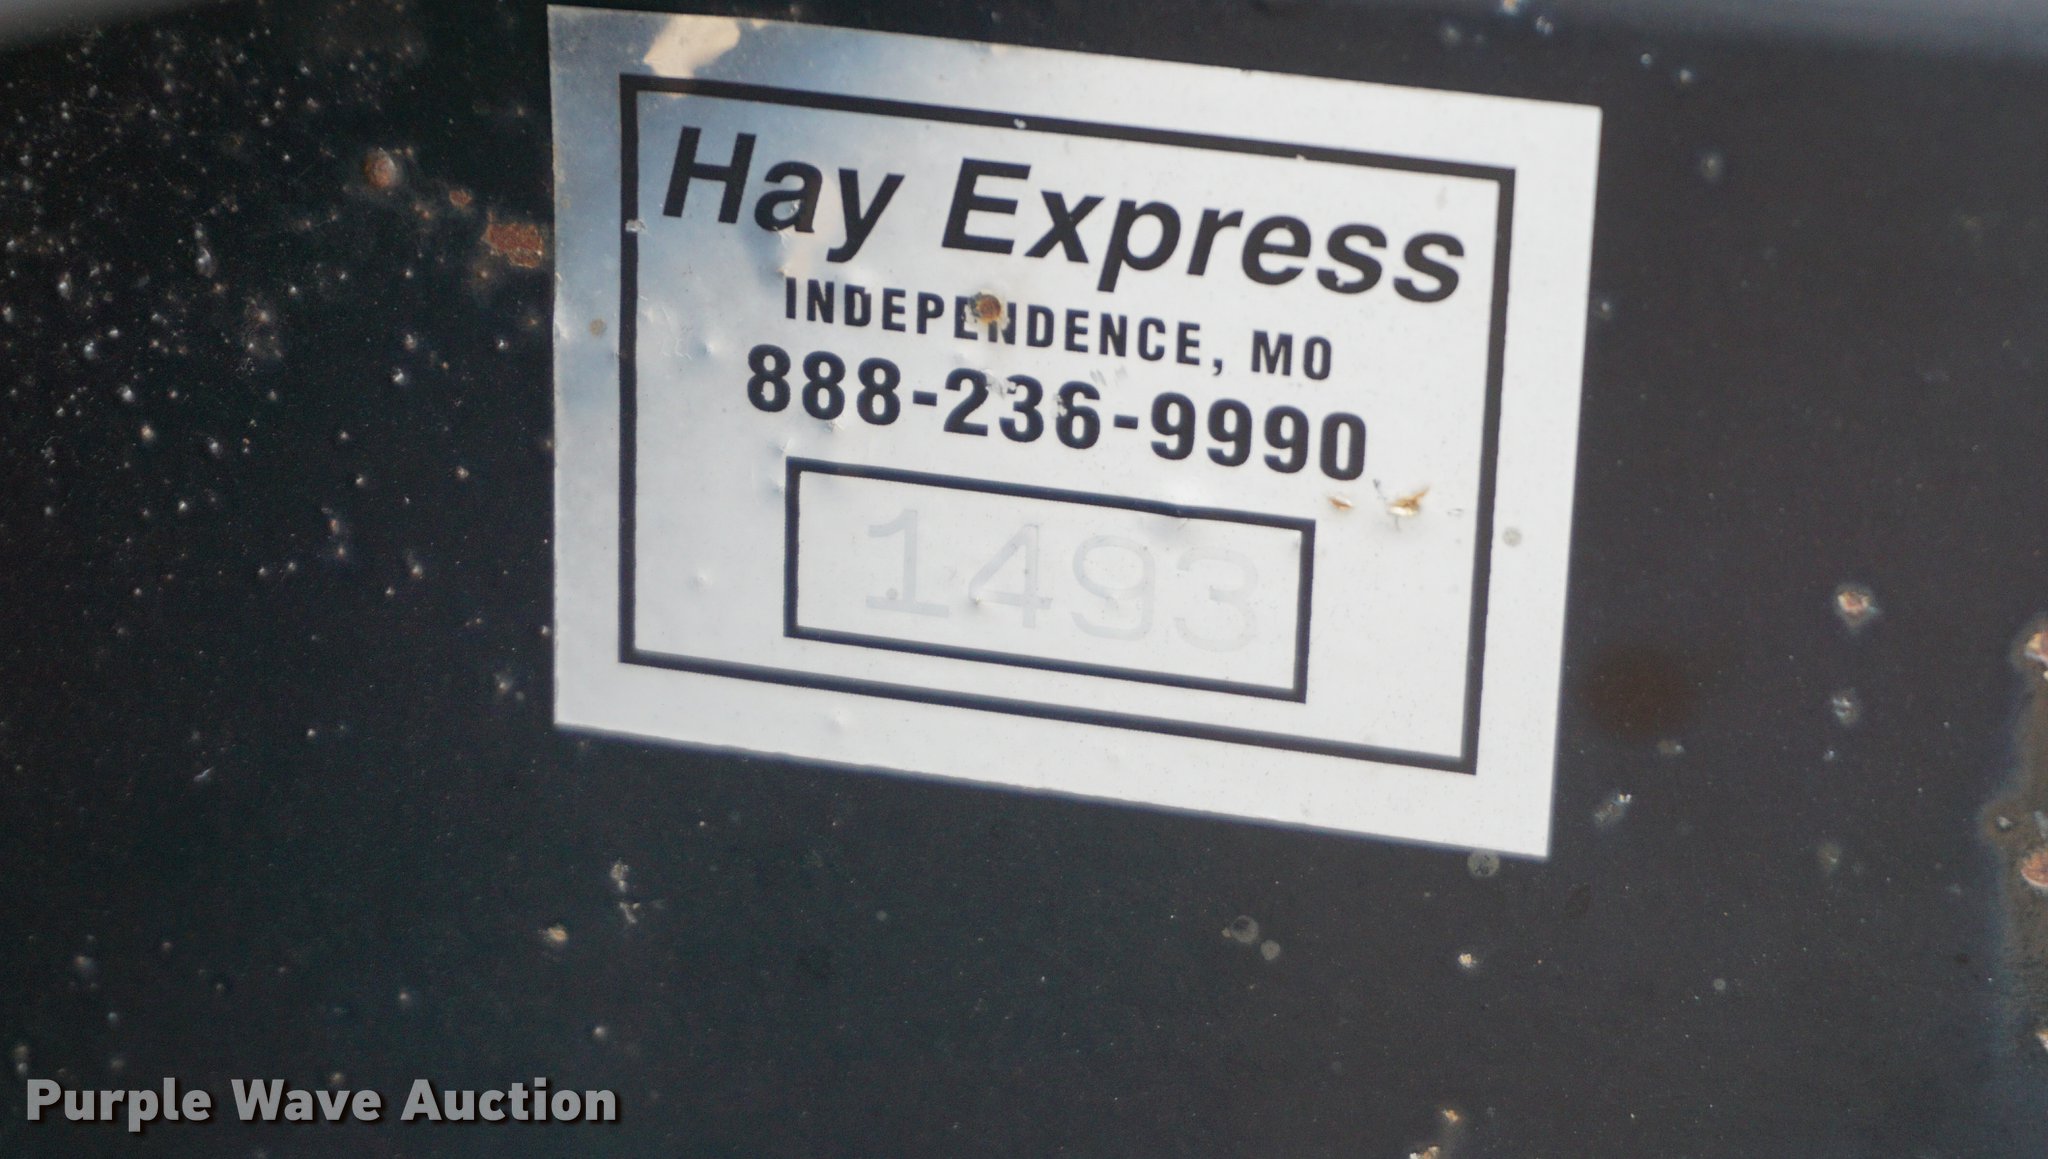 Hay Express
INDEPENDENCE, MO
888-236-9990
1493
Purple Wave Auction